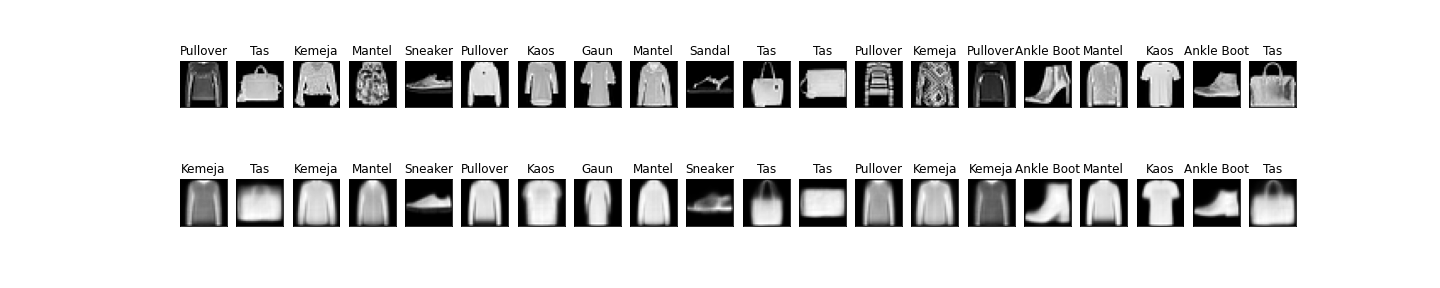 Pullover Tas Kemeja Mantel Sneaker Pullover Kaos Gaun Mantel Sandal Tas Tas Pullover Kemeja Pullover Ankle Boot Mantel Kaos Ankle Boot Tas
Kemeja Tas Kemeja Mantel Sneaker Pullover Kaos Gaun Mantel Sneaker Tas Tas Pullover Kemeja Kemeja Ankle Boot Mantel Kaos Ankle Boot Tas